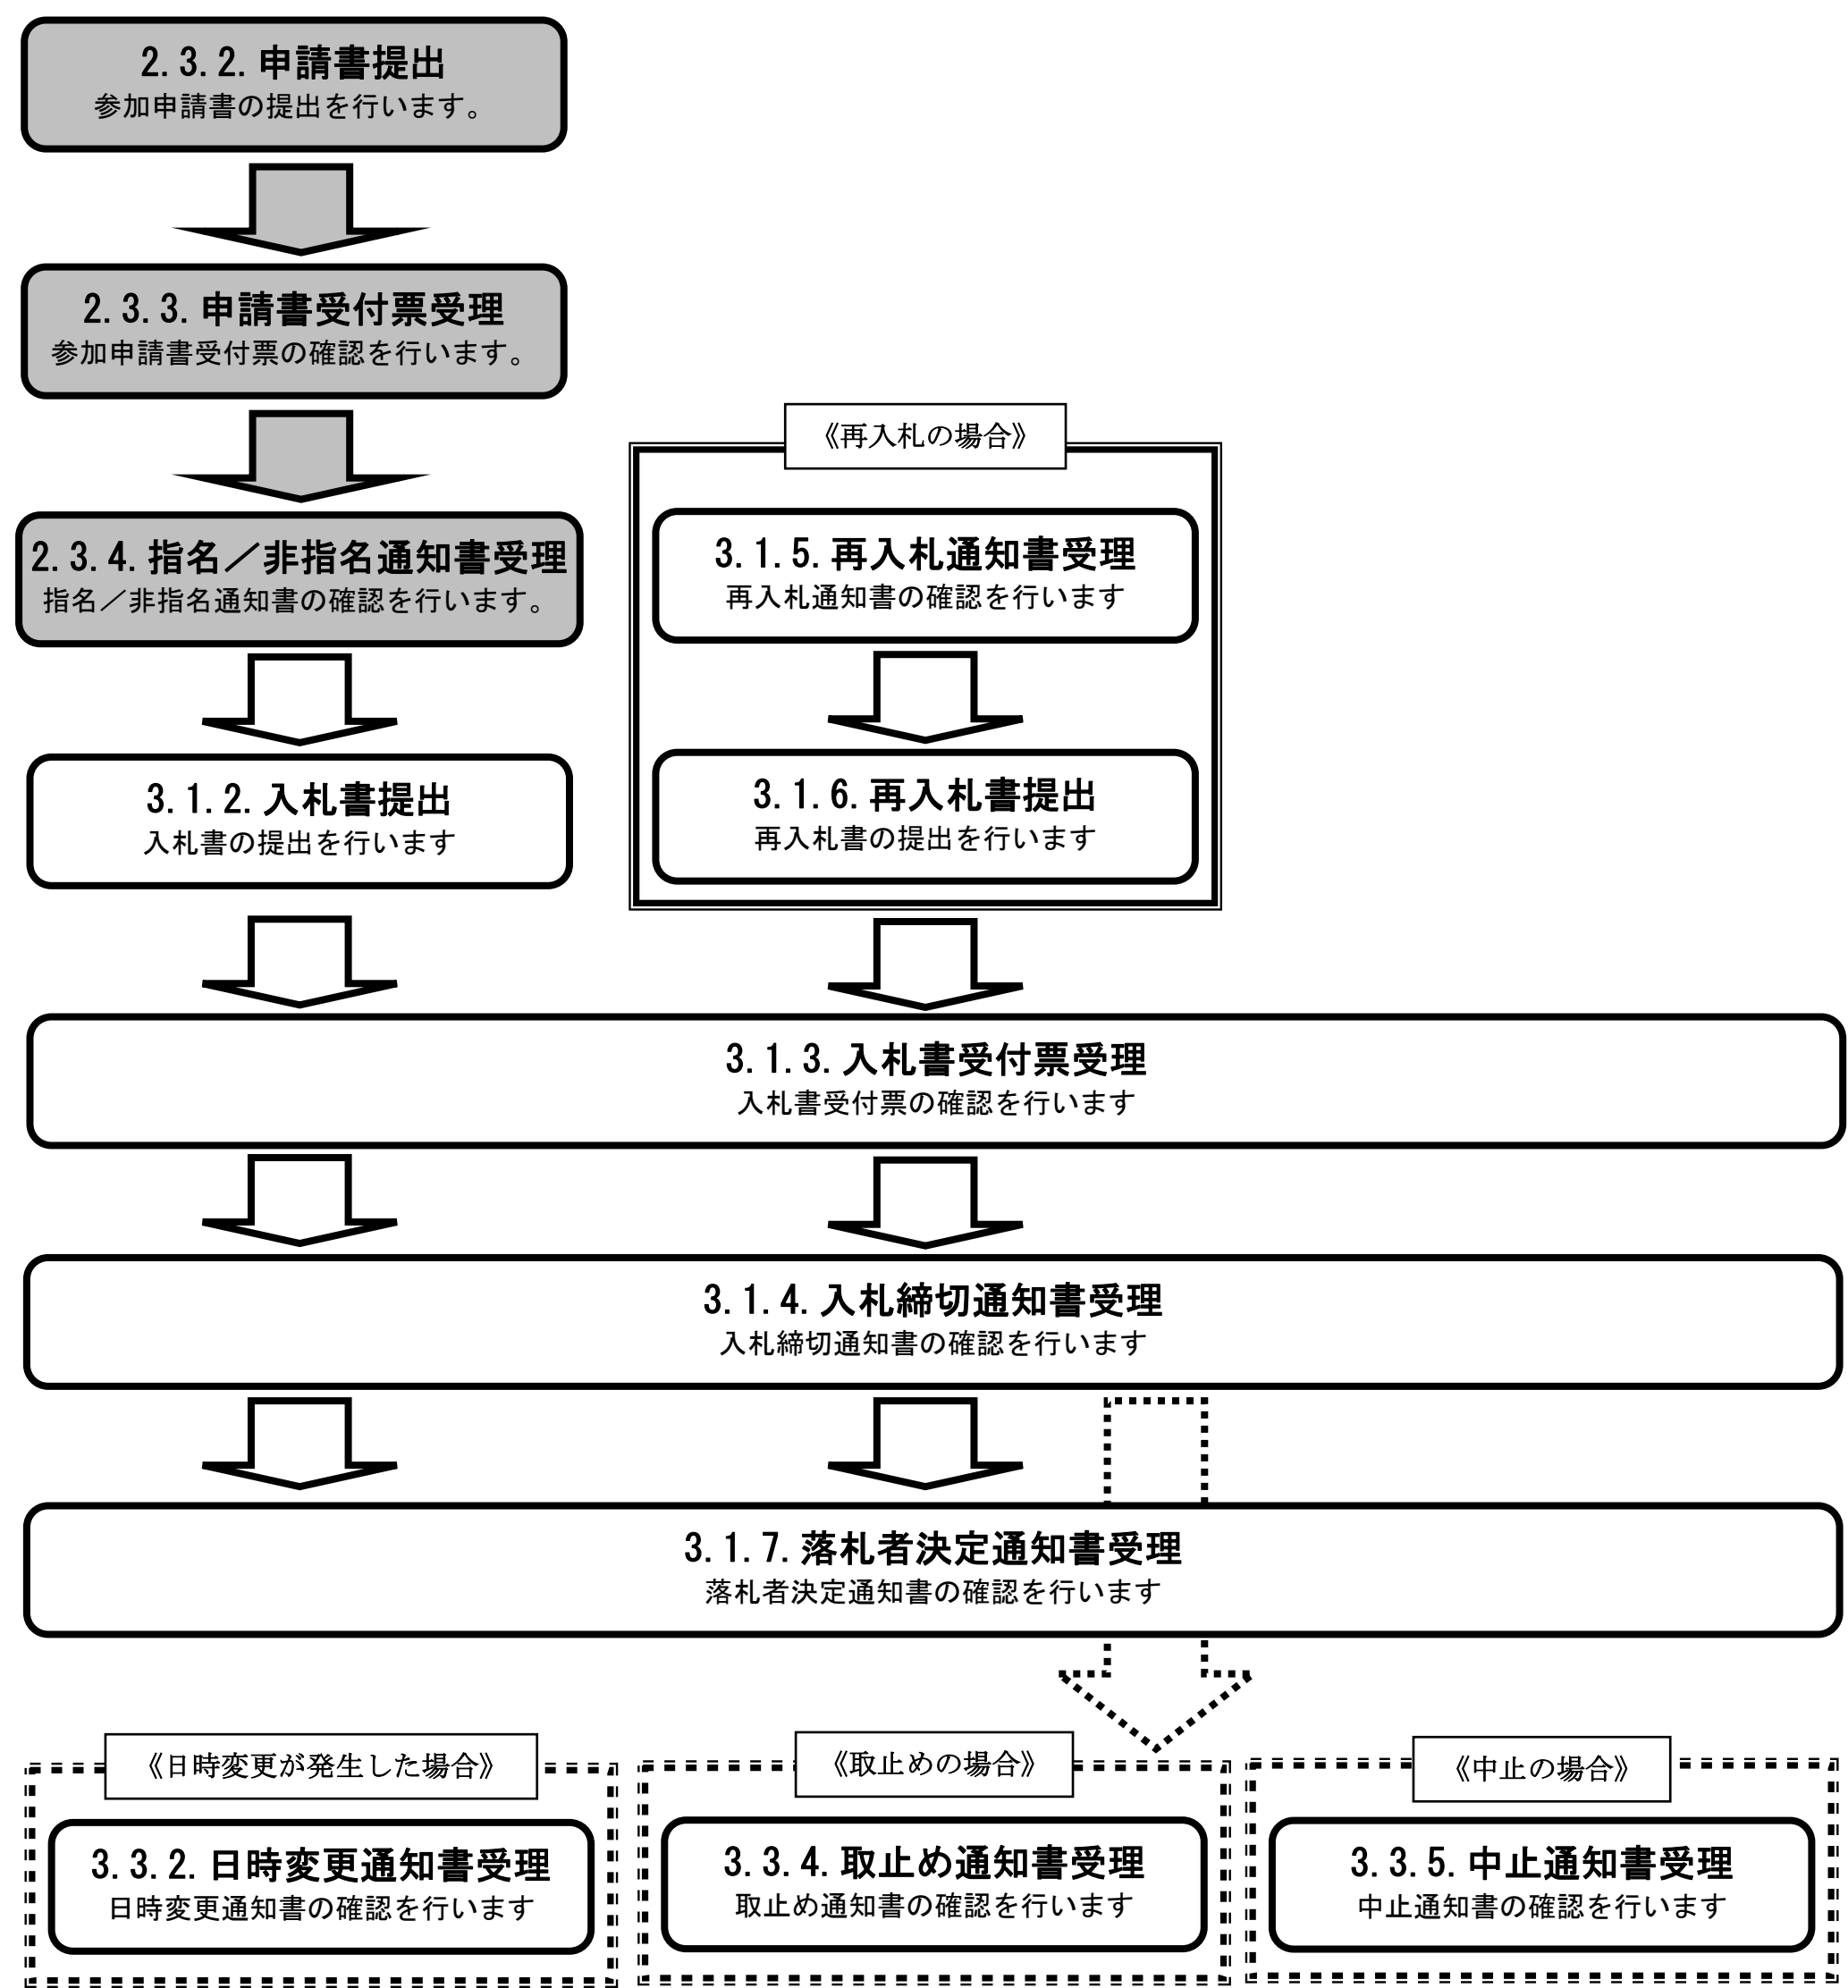 2.3.2.申請書提出
参加申請書の提出を行います。
2.3.3.申請書受付票受理
参加申請書受付票の確認を行います。
2.3.4.指名／非指名通知書受理
指名／非指名通知書の確認を行います。
3.1.2.入札書提出
入札書の提出を行います
《再入札の場合》
3.1.5.再入札通知書受理
再入札通知書の確認を行います
3.1.6.再入札書提出
再入札書の提出を行います
3.1.3.入札書受付票受理
入札書受付票の確認を行います
3.1.4.入札締切通知書受理
入札締切通知書の確認を行います
3.1.7.落札者決定通知書受理
落札者決定通知書の確認を行います
《日時変更が発生した場合》
3.3.2.日時変更通知書受理
日時変更通知書の確認を行います
《取止めの場合》
3.3.4.取止め通知書受理
取止め通知書の確認を行います
《中止の場合》
3.3.5.中止通知書受理
中止通知書の確認を行います